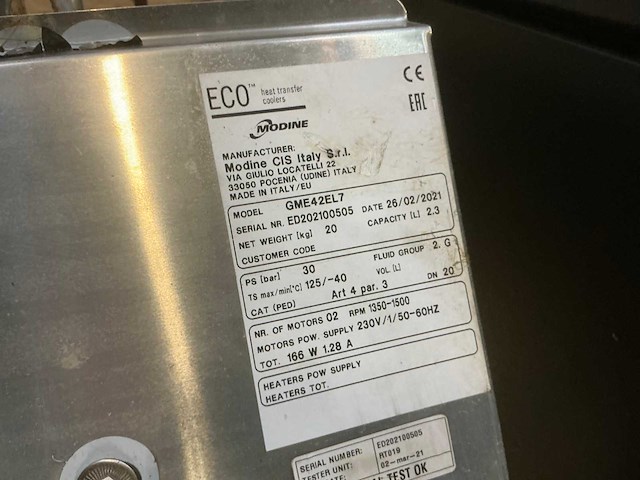 ECO™ heat transfer
coolers
CE
EAC
MODINE
MANUFACTURER:
Modine CIS Italy S.r.l.
VIA GIULIO LOCATELLI 22
33050 POCENIA (UDINE) ITALY
MADE IN ITALY/EU
MODEL GME42EL7
SERIAL NR. ED202100505 DATE 26/02/2021
NET WEIGHT [kg] 20 CAPACITY [L] 2.3
CUSTOMER CODE
PS [bar] 30 FLUID GROUP 2. G
TS max/min[°C] 125/-40 VOL [L]
CAT (PED) Art 4 par. 3 DN 20
NR. OF MOTORS 02 RPM 1350-1500
MOTORS POW. SUPPLY 230V/1/50-60HZ
TOT. 166 W 1.28 A
HEATERS POW SUPPLY
HEATERS TOT.
SERIAL NUMBER: ED202100505
TESTER UNIT: RT019
02-mar-21
TEST OK